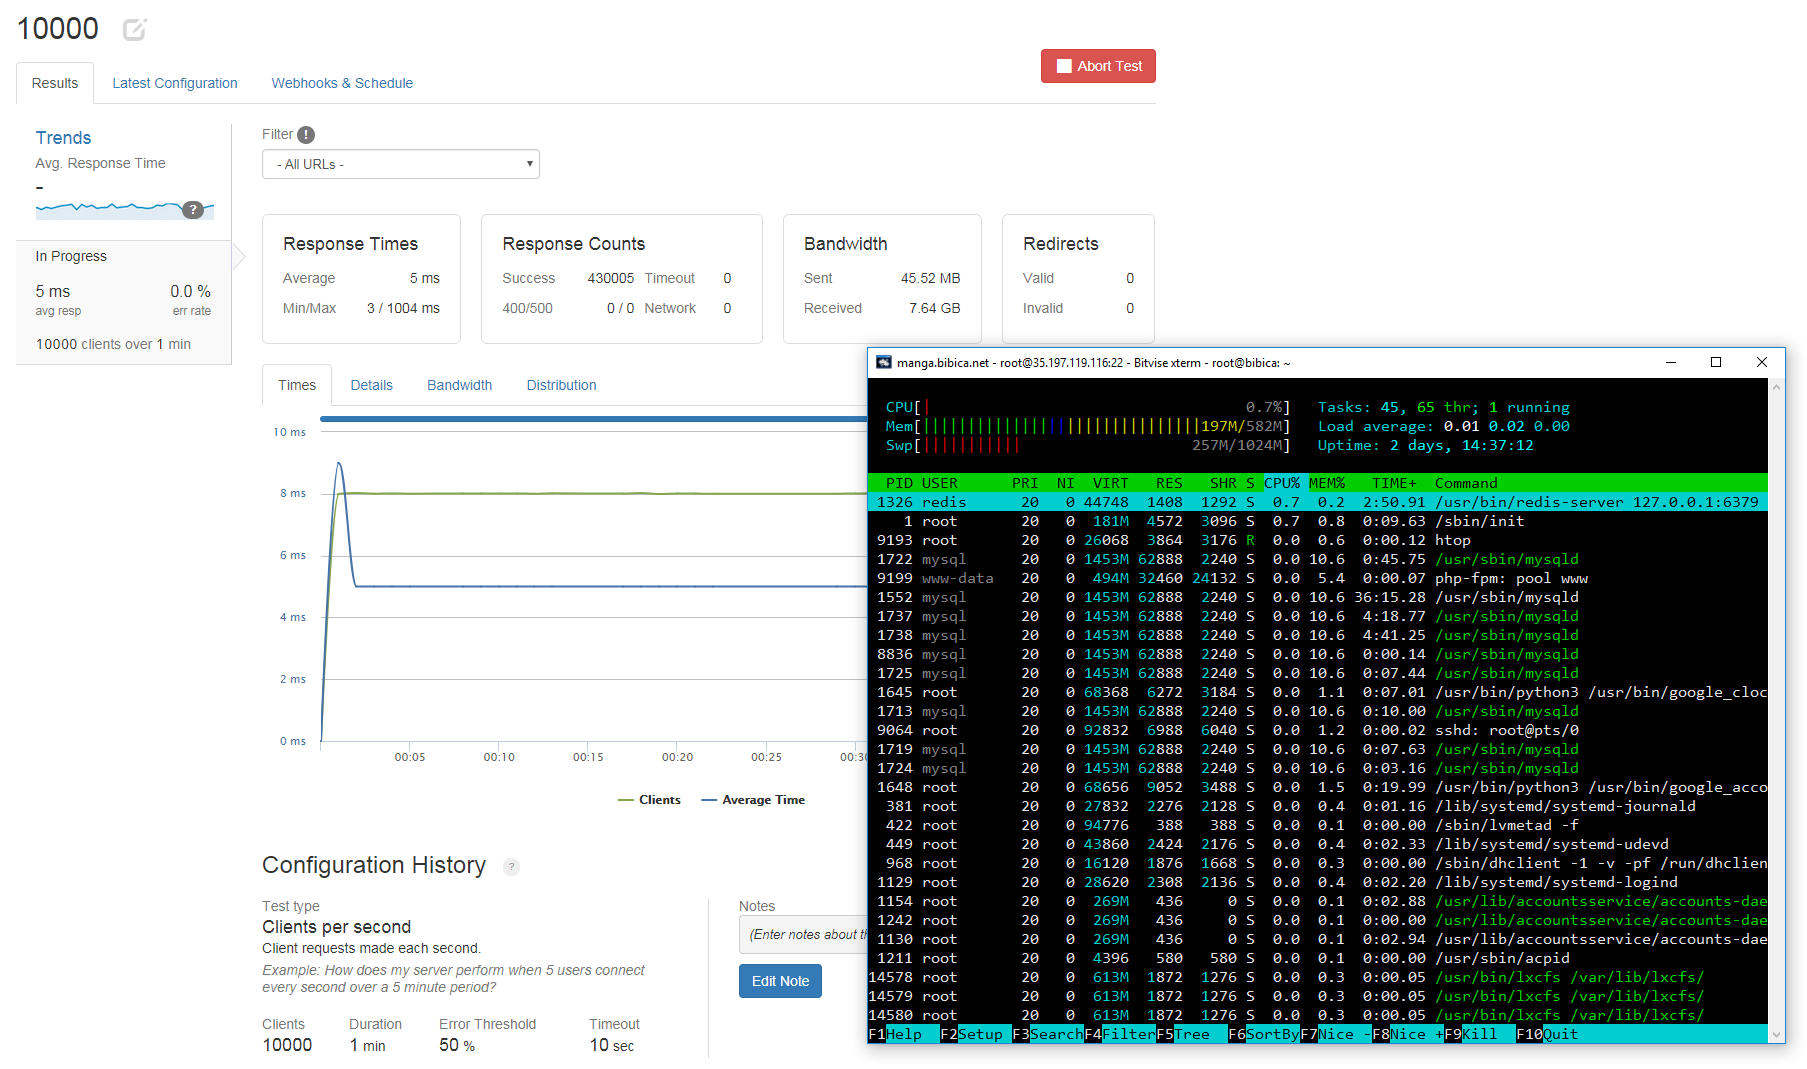 10000
Abort Test
Results Latest Configuration Webhooks & Schedule
Trends
Avg. Response Time
-
?
In Progress
5 ms 0.0 %
avg resp err rate
10000 clients over 1 min
Filter !
- All URLs -
Response Times
Average 5 ms
Min/Max 3 / 1004 ms
Response Counts
Success 430005 Timeout 0
400/500 0 / 0 Network 0
Bandwidth
Sent 45.52 MB
Received 7.64 GB
Redirects
Valid 0
Invalid 0
Times Details Bandwidth Distribution
10 ms
8 ms
6 ms
4 ms
2 ms
0 ms
00:05 00:10 00:15 00:20 00:25 00:30
Clients Average Time
Configuration History ?
Test type
Clients per second
Client requests made each second.
Example: How does my server perform when 5 users connect
every second over a 5 minute period?
Clients Duration Error Threshold Timeout
10000 1 min 50 % 10 sec
Notes
(Enter notes about th
Edit Note
manga.bibica.net - root@35.197.119.116:22 - Bitvise xterm - root@bibica: ~
CPU[| 0.7%] Tasks: 45, 65 thr; 1 running
Mem[||||||||||||||||||||||||||||||197M/582M] Load average: 0.01 0.02 0.00
Swp[||||||||||| 257M/1024M] Uptime: 2 days, 14:37:12
PID USER PRI NI VIRT RES SHR S CPU% MEM% TIME+ Command
1326 redis 20 0 44748 1408 1292 S 0.7 0.2 2:50.91 /usr/bin/redis-server 127.0.0.1:6379
1 root 20 0 181M 4572 3096 S 0.7 0.8 0:09.63 /sbin/init
9193 root 20 0 26068 3864 3176 R 0.0 0.6 0:00.12 htop
1722 mysql 20 0 1453M 62888 2240 S 0.0 10.6 0:45.75 /usr/sbin/mysqld
9199 www-data 20 0 494M 32460 24132 S 0.0 5.4 0:00.07 php-fpm: pool www
1552 mysql 20 0 1453M 62888 2240 S 0.0 10.6 36:15.28 /usr/sbin/mysqld
1737 mysql 20 0 1453M 62888 2240 S 0.0 10.6 4:18.77 /usr/sbin/mysqld
1738 mysql 20 0 1453M 62888 2240 S 0.0 10.6 4:41.25 /usr/sbin/mysqld
8836 mysql 20 0 1453M 62888 2240 S 0.0 10.6 0:00.14 /usr/sbin/mysqld
1725 mysql 20 0 1453M 62888 2240 S 0.0 10.6 0:07.44 /usr/sbin/mysqld
1645 root 20 0 68368 6272 3184 S 0.0 1.1 0:07.01 /usr/bin/python3 /usr/bin/google_cloc
1713 mysql 20 0 1453M 62888 2240 S 0.0 10.6 0:10.00 /usr/sbin/mysqld
9064 root 20 0 92832 6988 6040 S 0.0 1.2 0:00.02 sshd: root@pts/0
1719 mysql 20 0 1453M 62888 2240 S 0.0 10.6 0:07.63 /usr/sbin/mysqld
1724 mysql 20 0 1453M 62888 2240 S 0.0 10.6 0:03.16 /usr/sbin/mysqld
1648 root 20 0 68656 9052 3488 S 0.0 1.5 0:19.99 /usr/bin/python3 /usr/bin/google_acco
381 root 20 0 27832 2276 2128 S 0.0 0.4 0:01.16 /lib/systemd/systemd-journald
422 root 20 0 94776 388 388 S 0.0 0.1 0:00.00 /sbin/lvmetad -f
449 root 20 0 43860 2424 2176 S 0.0 0.4 0:02.33 /lib/systemd/systemd-udevd
968 root 20 0 16120 1876 1668 S 0.0 0.3 0:00.00 /sbin/dhclient -1 -v -pf /run/dhclien
1129 root 20 0 28620 2308 2136 S 0.0 0.4 0:02.20 /lib/systemd/systemd-logind
1154 root 20 0 269M 436 0 S 0.0 0.1 0:02.88 /usr/lib/accountsservice/accounts-dae
1242 root 20 0 269M 436 0 S 0.0 0.1 0:00.00 /usr/lib/accountsservice/accounts-dae
1130 root 20 0 269M 436 0 S 0.0 0.1 0:02.94 /usr/lib/accountsservice/accounts-dae
1211 root 20 0 4396 580 580 S 0.0 0.1 0:00.00 /usr/sbin/acpid
14578 root 20 0 613M 1872 1276 S 0.0 0.3 0:00.05 /usr/bin/lxcfs /var/lib/lxcfs/
14579 root 20 0 613M 1872 1276 S 0.0 0.3 0:00.05 /usr/bin/lxcfs /var/lib/lxcfs/
14580 root 20 0 613M 1872 1276 S 0.0 0.3 0:00.05 /usr/bin/lxcfs /var/lib/lxcfs/
F1Help F2Setup F3SearchF4FilterF5Tree F6SortByF7Nice -F8Nice +F9Kill F10Quit